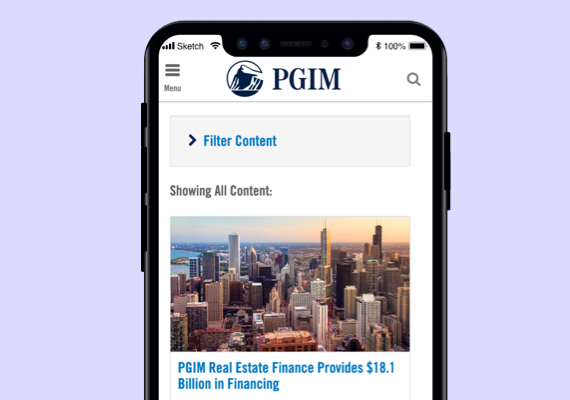 Sketch 100%
PGIM
Menu
Filter Content
Showing All Content:
PGIM Real Estate Finance Provides $18.1
Billion in Financing